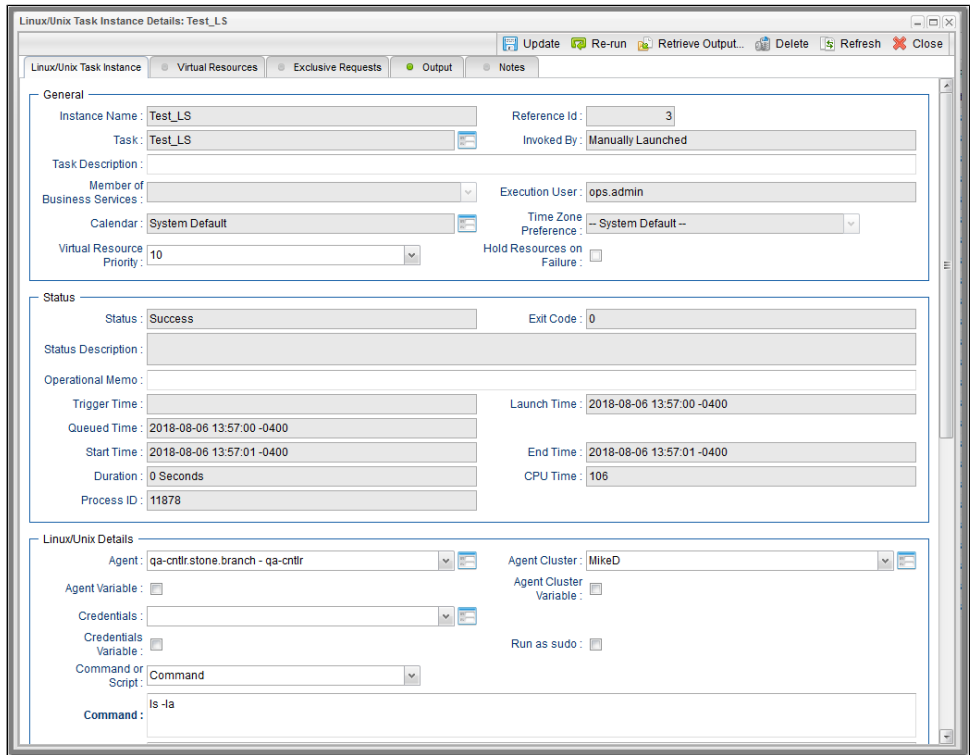 Linux/Unix Task Instance Details: Test_LS
Update Re-run Retrieve Output... Delete Refresh Close
Linux/Unix Task Instance Virtual Resources Exclusive Requests Output Notes
General
Instance Name : Test_LS Reference Id : 3
Task : Test_LS Invoked By : Manually Launched
Task Description :
Member of
Business Services : Execution User : ops.admin
Calendar : System Default Time Zone
Preference : -- System Default --
Virtual Resource
Priority : 10 Hold Resources on
Failure :
Status
Status : Success Exit Code : 0
Status Description :
Operational Memo :
Trigger Time : Launch Time : 2018-08-06 13:57:00 -0400
Queued Time : 2018-08-06 13:57:00 -0400
Start Time : 2018-08-06 13:57:01 -0400 End Time : 2018-08-06 13:57:01 -0400
Duration : 0 Seconds CPU Time : 106
Process ID : 11878
Linux/Unix Details
Agent : qa-cntlr.stone.branch - qa-cntlr Agent Cluster : MikeD
Agent Variable : Agent Cluster
Variable :
Credentials :
Credentials
Variable : Run as sudo :
Command or
Script : Command
Command : ls -la